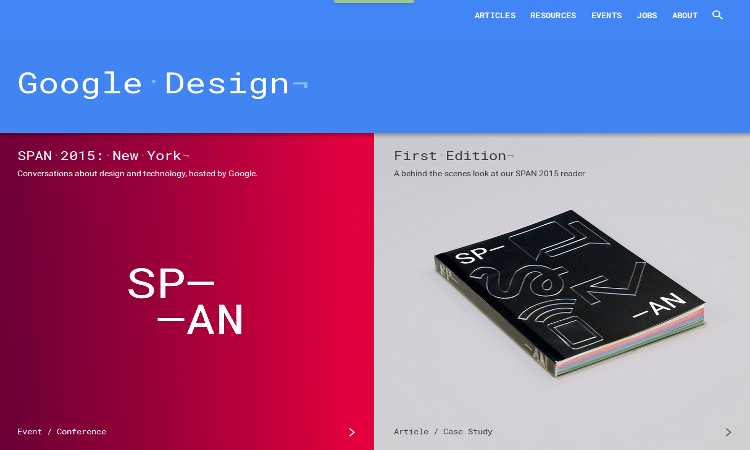 ARTICLES RESOURCES EVENTS JOBS ABOUT
Google·Design¬
SPAN·2015:·New·York¬
Conversations about design and technology, hosted by Google.
SP—
—AN
Event / Conference
First·Edition¬
A behind-the-scenes look at our SPAN 2015 reader
SP—
—AN
SP—
—AN
Article / Case Study